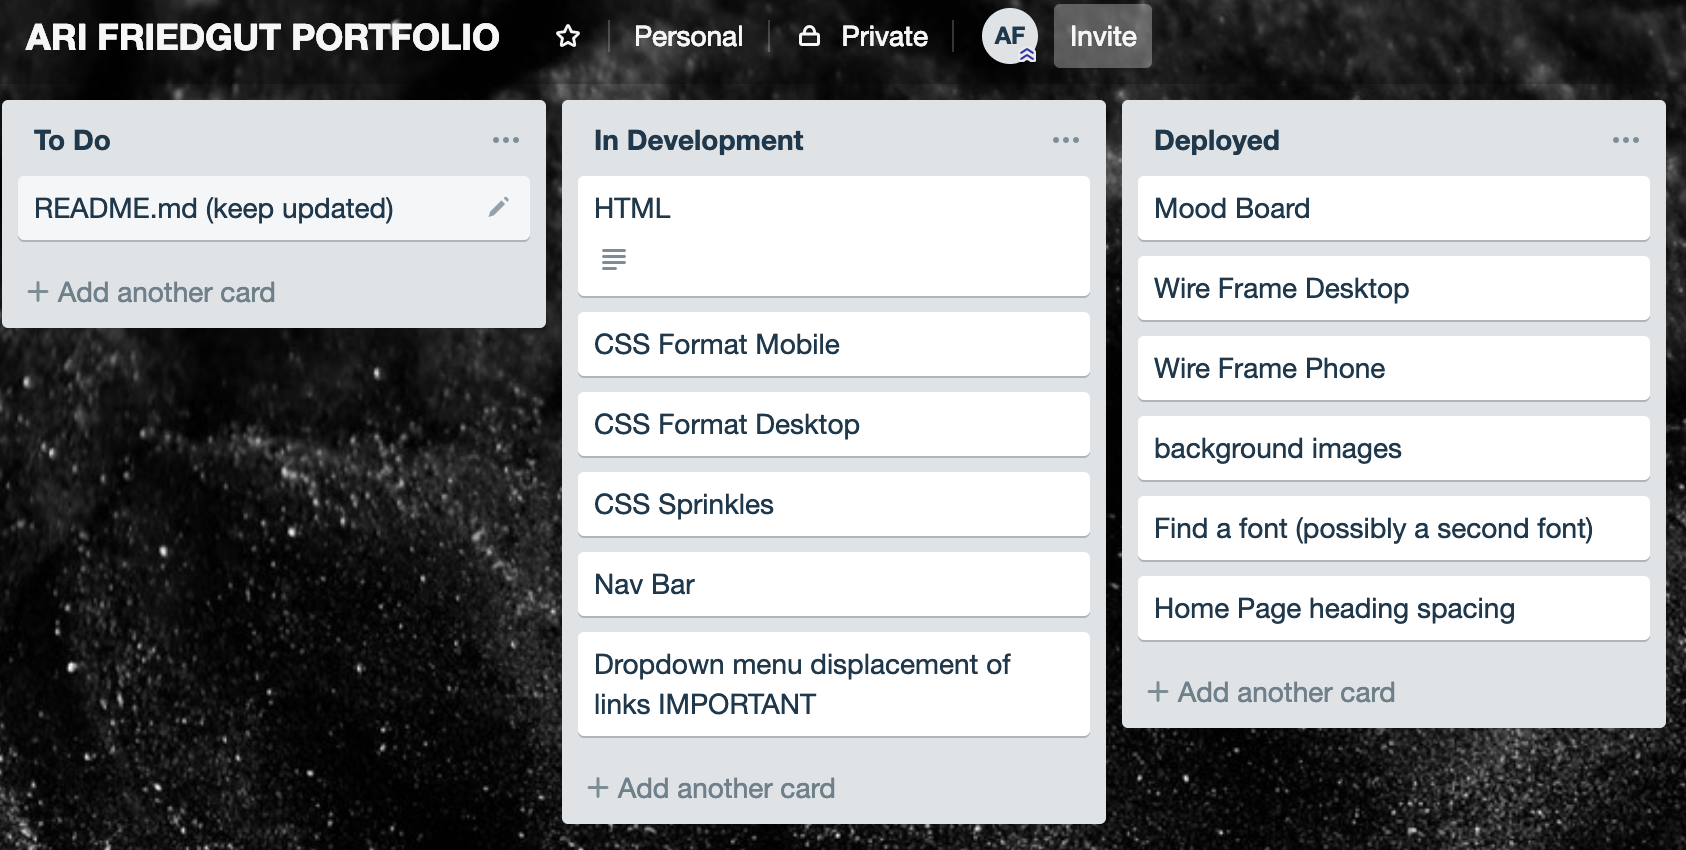 ARI FRIEDGUT PORTFOLIO
Personal
Private
AF
Invite
To Do
README.md (keep updated)
+ Add another card
In Development
HTML
CSS Format Mobile
CSS Format Desktop
CSS Sprinkles
Nav Bar
Dropdown menu displacement of
links IMPORTANT
+ Add another card
Deployed
Mood Board
Wire Frame Desktop
Wire Frame Phone
background images
Find a font (possibly a second font)
Home Page heading spacing
+ Add another card